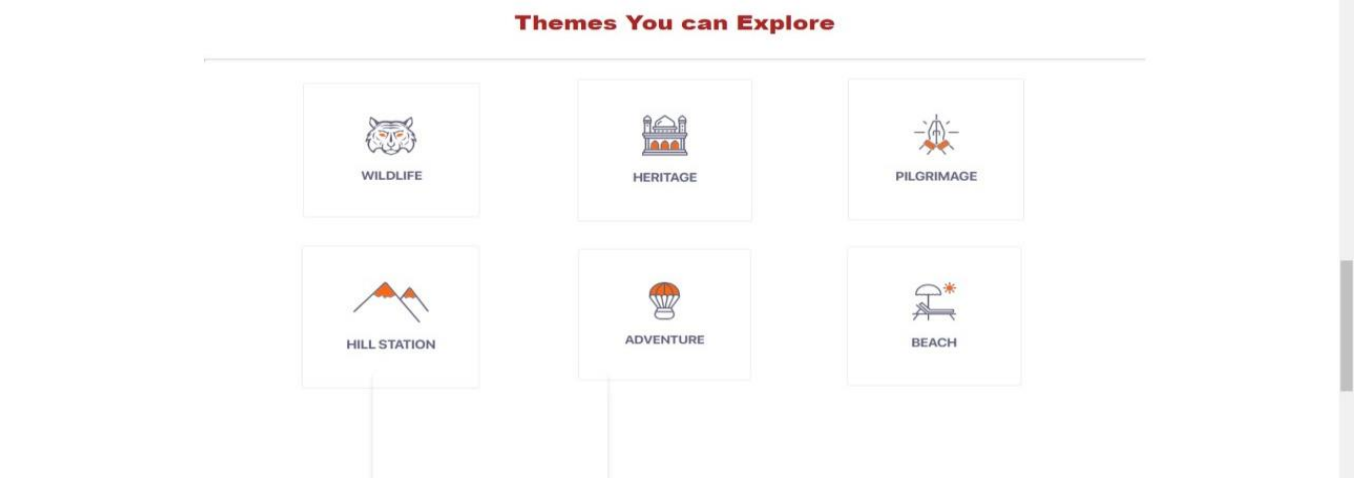 Themes You can Explore
WILDLIFE
HERITAGE
PILGRIMAGE
HILL STATION
ADVENTURE
BEACH